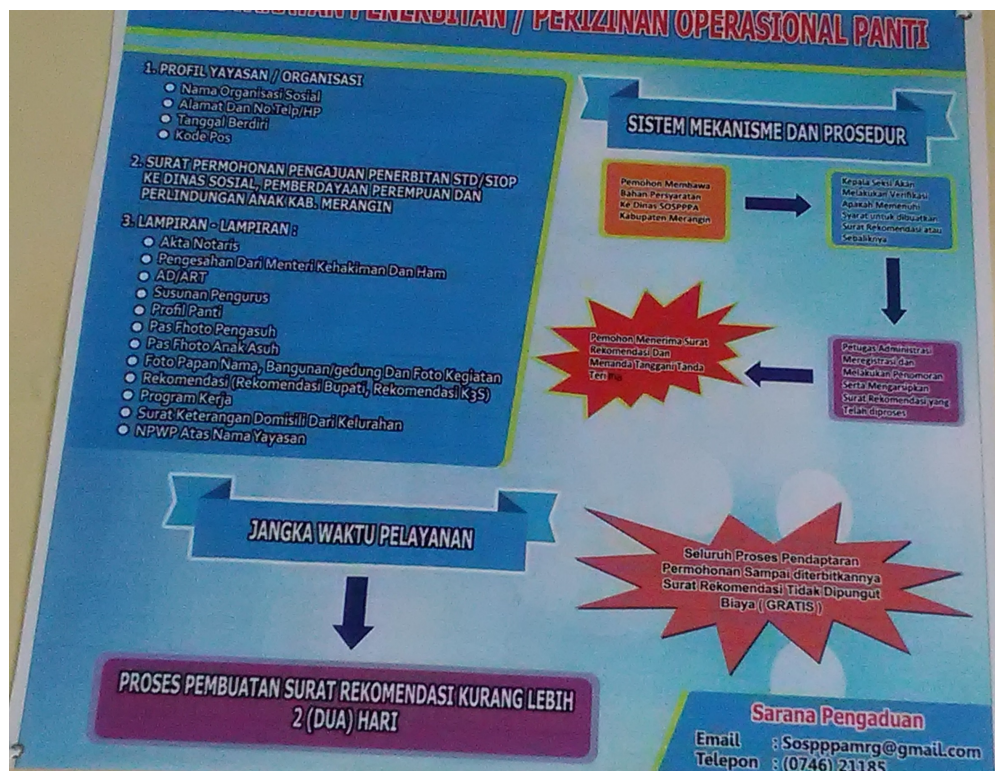 PENERBITAN / PERIZINAN OPERASIONAL PANTI
1. PROFIL YAYASAN / ORGANISASI
Nama Organisasi Sosial
Alamat Dan No.Telp/HP
Tanggal Berdiri
Kode Pos
2. SURAT PERMOHONAN PENGAJUAN PENERBITAN STD/SIOP
KE DINAS SOSIAL, PEMBERDAYAAN PEREMPUAN DAN
PERLINDUNGAN ANAK KAB. MERANGIN
3. LAMPIRAN - LAMPIRAN :
Akta Notaris
Pengesahan Dari Menteri Kehakiman Dan Ham
AD/ART
Susunan Pengurus
Profil Panti
Pas Fhoto Pengasuh
Pas Fhoto Anak Asuh
Foto Papan Nama, Bangunan/gedung Dan Foto Kegiatan
Rekomendasi (Rekomendasi Bupati, Rekomendasi K3S)
Program Kerja
Surat Keterangan Domisili Dari Kelurahan
NPWP Atas Nama Yayasan
SISTEM MEKANISME DAN PROSEDUR
Pemohon Membawa
Bahan Persyaratan
Ke Dinas SOSPPPA
Kabupaten Merangin
Kepala Seksi Akan
Melakukan Verifikasi
Apakah Memenuhi
Syarat untuk dibuatkan
Surat Rekomendasi atau
Sebaliknya
Petugas Administrasi
Meregistrasi dan
Melakukan Penomoran
Serta Mengarsipkan
Surat Rekomendasi yang
Telah diproses
Pemohon Menerima Surat
Rekomendasi Dan
Menanda Tanggani Tanda
Terima
JANGKA WAKTU PELAYANAN
PROSES PEMBUATAN SURAT REKOMENDASI KURANG LEBIH
2 (DUA) HARI
Seluruh Proses Pendaptaran
Permohonan Sampai diterbitkannya
Surat Rekomendasi Tidak Dipungut
Biaya ( GRATIS )
Sarana Pengaduan
Email : Sospppamrg@gmail.com
Telepon : (0746) 21185